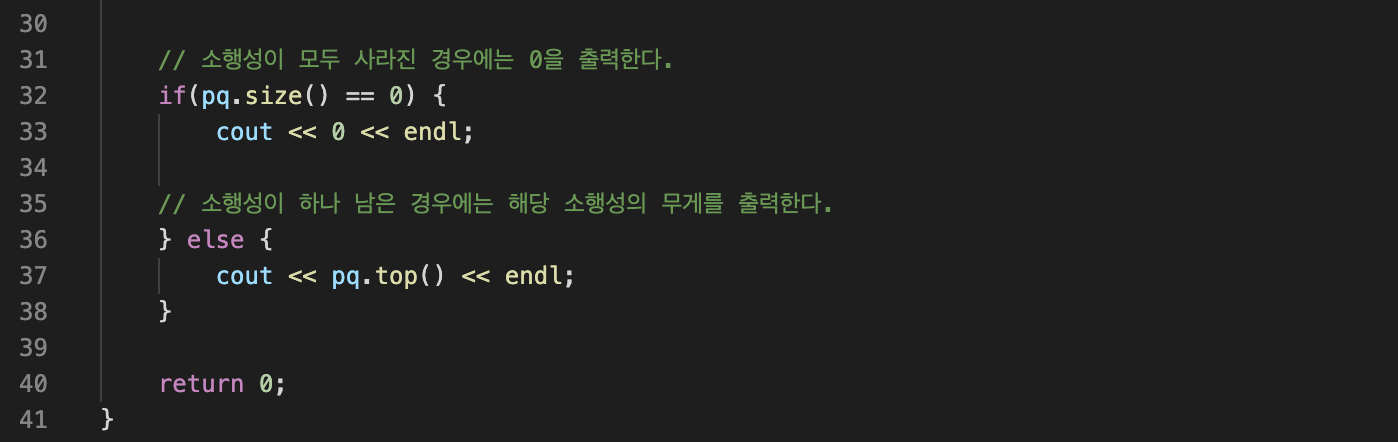 30
31 // 소행성이 모두 사라진 경우에는 0을 출력한다.
32 if(pq.size() == 0) {
33 cout << 0 << endl;
34
35 // 소행성이 하나 남은 경우에는 해당 소행성의 무게를 출력한다.
36 } else {
37 cout << pq.top() << endl;
38 }
39
40 return 0;
41 }